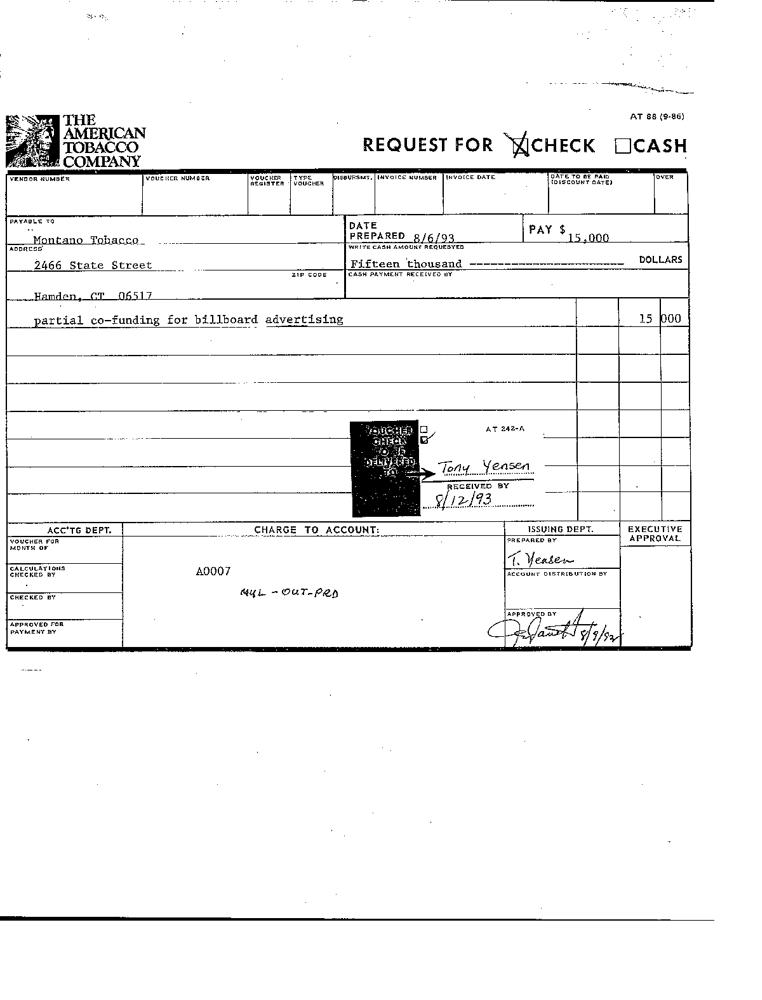 AT 88 (9-86)
THE
AMERICAN
TOBACCO
COMPANY
REQUEST FOR ☒CHECK ☐CASH
VENDOR NUMBER VOUCHER NUMBER VOUCHER REGISTER TYPE VOUCHER DISBURSMT. INVOICE NUMBER INVOICE DATE DATE TO BE PAID (DISCOUNT DATE) OVER
PAYABLE TO
Montano Tobacco
DATE PREPARED 8/6/93
PAY $ 15,000
ADDRESS
WRITE CASH AMOUNT REQUESTED
2466 State Street
Fifteen thousand ---------------------- DOLLARS
ZIP CODE
CASH PAYMENT RECEIVED BY
Hamden, CT 06517
partial co-funding for billboard advertising 15 000
VOUCHER ☐
CHECK ☑
TO BE
DELIVERED
TO
AT 242-A
Tony Yensen
RECEIVED BY
8/12/93
ACC'TG DEPT. CHARGE TO ACCOUNT: ISSUING DEPT. EXECUTIVE APPROVAL
VOUCHER FOR
MONTH OF
PREPARED BY
T. Yensen
CALCULATIONS
CHECKED BY
A0007
ACCOUNT DISTRIBUTION BY
CHECKED BY
- OUT-PRD
APPROVED FOR
PAYMENT BY
APPROVED BY